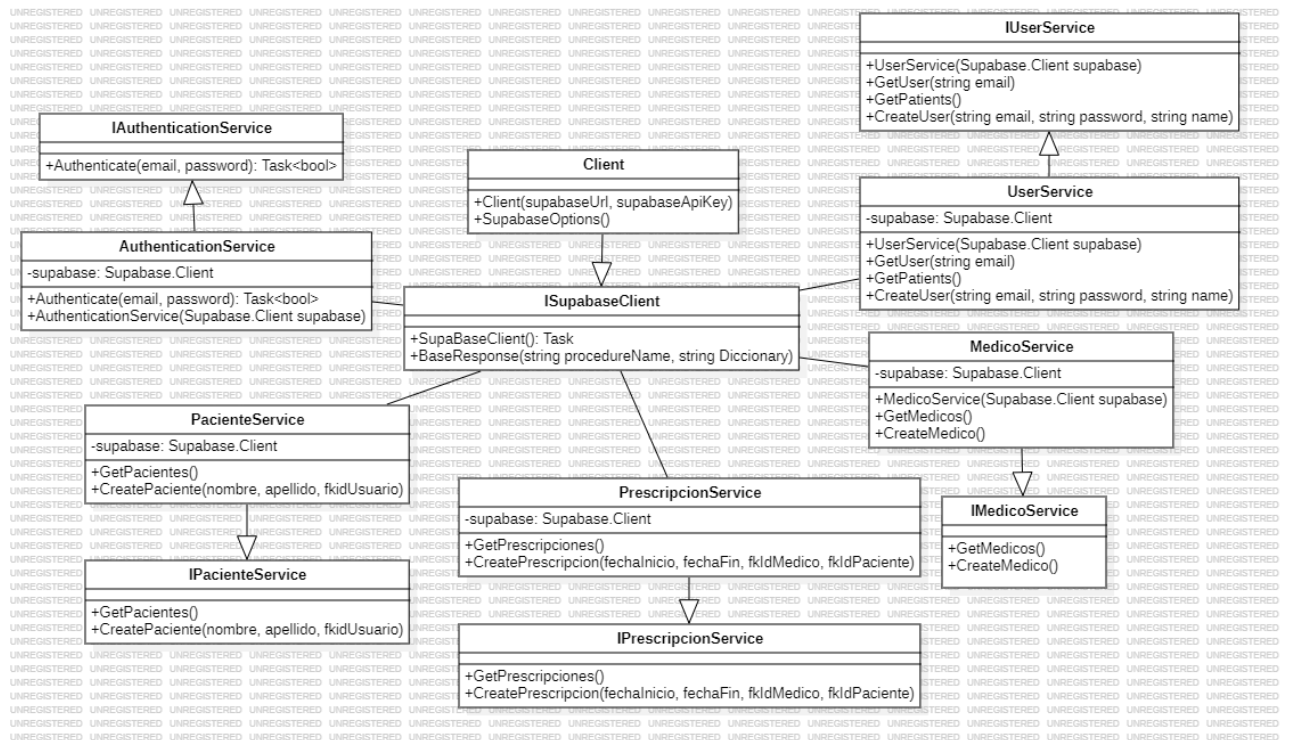 IUserService
+UserService(Supabase.Client supabase)
+GetUser(string email)
+GetPatients()
+CreateUser(string email, string password, string name)
IAuthenticationService
+Authenticate(email, password): Task<bool>
Client
+Client(supabaseUrl, supabaseApiKey)
+SupabaseOptions()
UserService
-supabase: Supabase.Client
+UserService(Supabase.Client supabase)
+GetUser(string email)
+GetPatients()
+CreateUser(string email, string password, string name)
AuthenticationService
-supabase: Supabase.Client
+Authenticate(email, password): Task<bool>
+AuthenticationService(Supabase.Client supabase)
ISupabaseClient
+SupaBaseClient(): Task
+BaseResponse(string procedureName, string Diccionary)
MedicoService
-supabase: Supabase.Client
+MedicoService(Supabase.Client supabase)
+GetMedicos()
+CreateMedico()
PacienteService
-supabase: Supabase.Client
+GetPacientes()
+CreatePaciente(nombre, apellido, fkidUsuario)
PrescripcionService
-supabase: Supabase.Client
+GetPrescripciones()
+CreatePrescripcion(fechaInicio, fechaFin, fkIdMedico, fkIdPaciente)
IMedicoService
+GetMedicos()
+CreateMedico()
IPacienteService
+GetPacientes()
+CreatePaciente(nombre, apellido, fkidUsuario)
IPrescripcionService
+GetPrescripciones()
+CreatePrescripcion(fechaInicio, fechaFin, fkIdMedico, fkIdPaciente)
UNREGISTERED